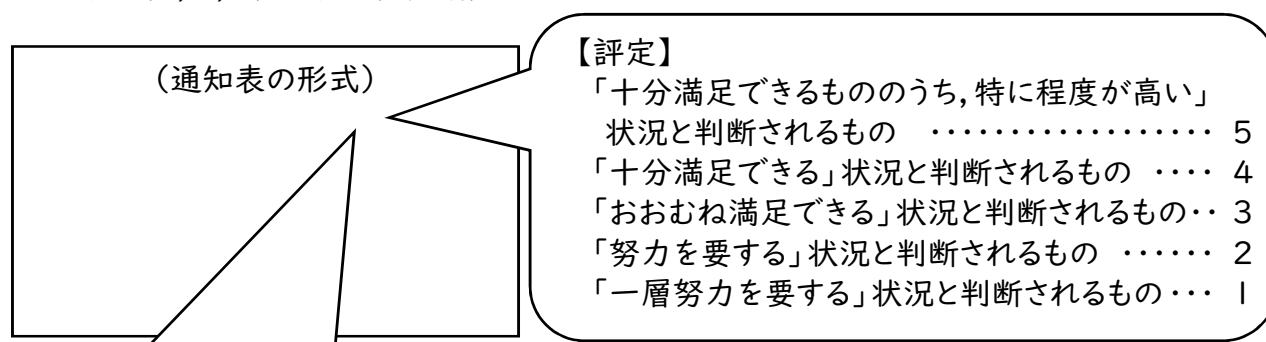 (通知表の形式)
【評定】
「十分満足できるもののうち,特に程度が高い」
状況と判断されるもの ・・・・・・・・・・・・・・・・・・ 5
「十分満足できる」状況と判断されるもの ・・・・ 4
「おおむね満足できる」状況と判断されるもの・・ 3
「努力を要する」状況と判断されるもの ・・・・・・ 2
「一層努力を要する」状況と判断されるもの・・・ 1